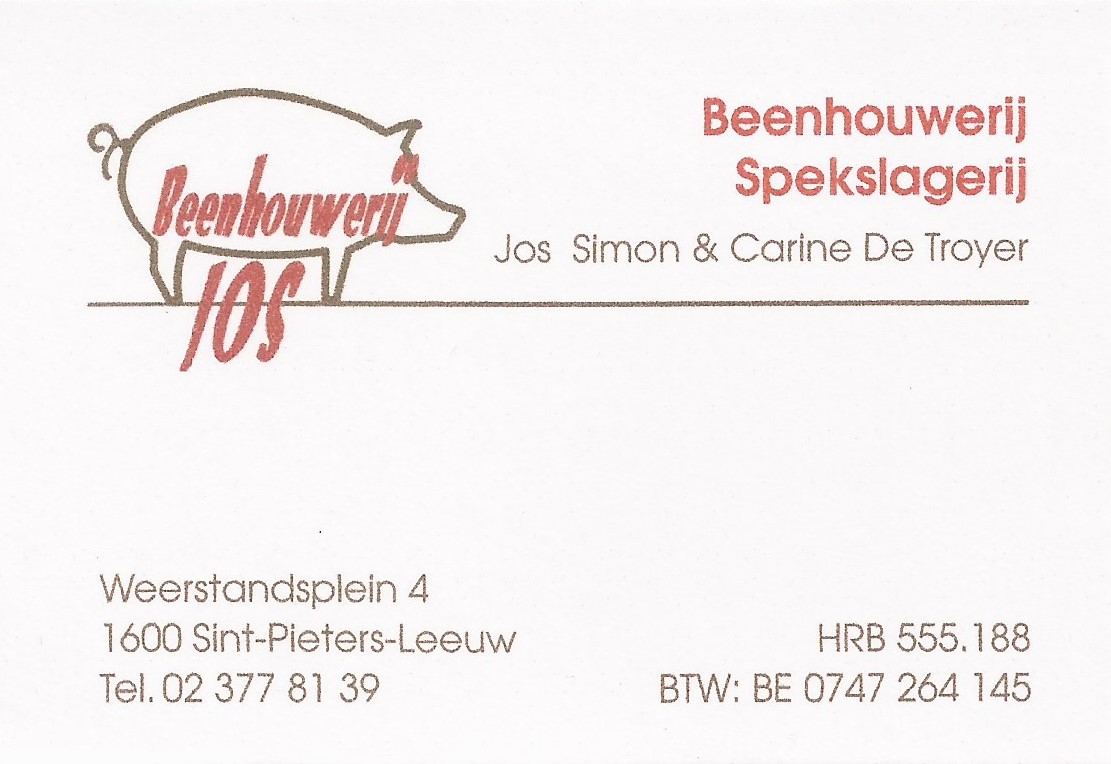 Beenhouwerij
JOS
Beenhouwerij
Spekslagerij
Jos Simon & Carine De Troyer
Weerstandsplein 4
1600 Sint-Pieters-Leeuw
Tel. 02 377 81 39
HRB 555.188
BTW: BE 0747 264 145